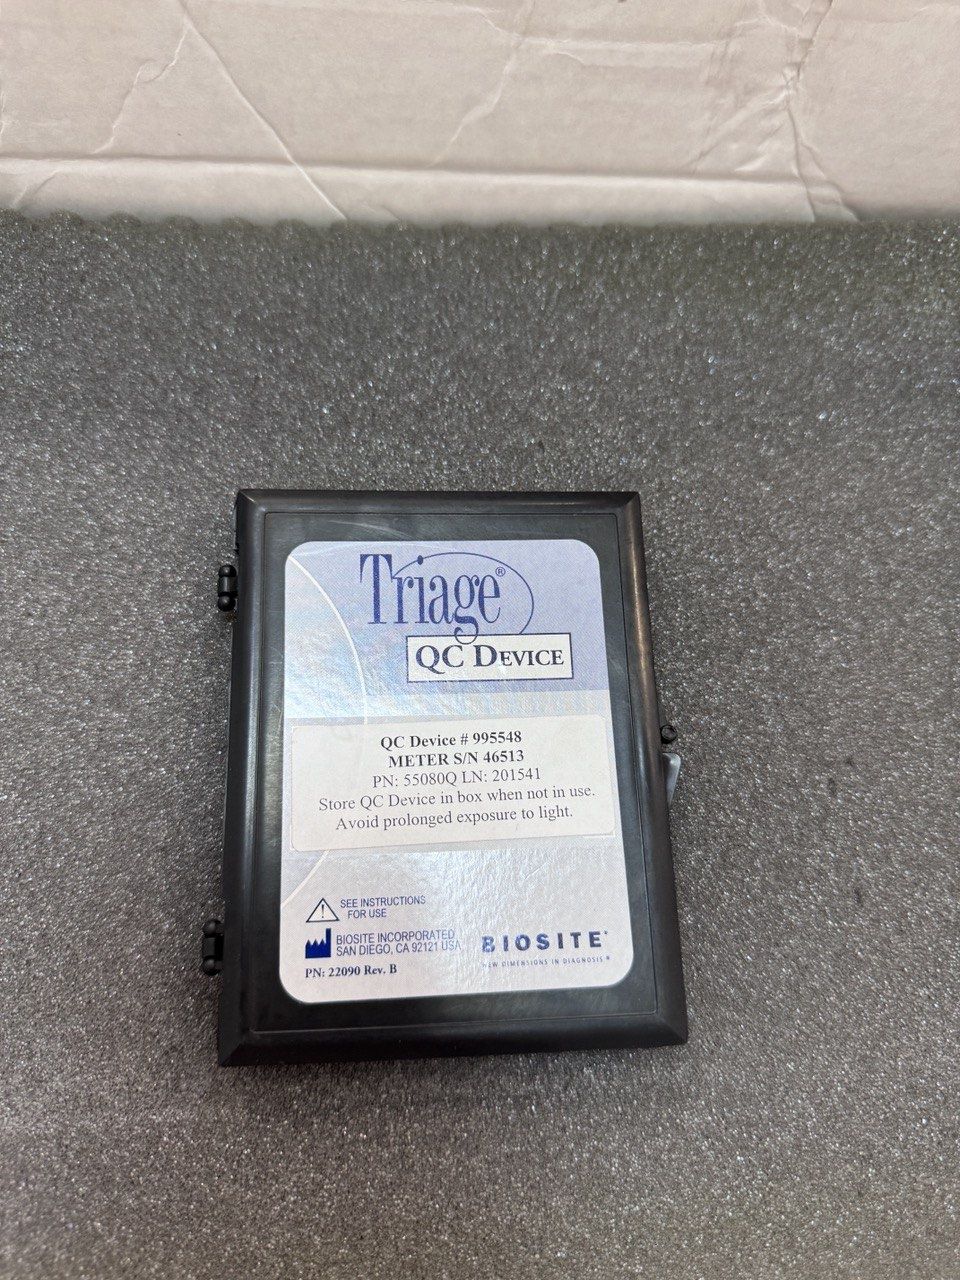 Triage®
QC DEVICE
QC Device # 995548
METER S/N 46513
PN: 55080Q LN: 201541
Store QC Device in box when not in use.
Avoid prolonged exposure to light.
SEE INSTRUCTIONS
FOR USE
BIOSITE INCORPORATED
SAN DIEGO, CA 92121 USA
BIOSITE®
NEW DIMENSIONS IN DIAGNOSIS®
PN: 22090 Rev. B